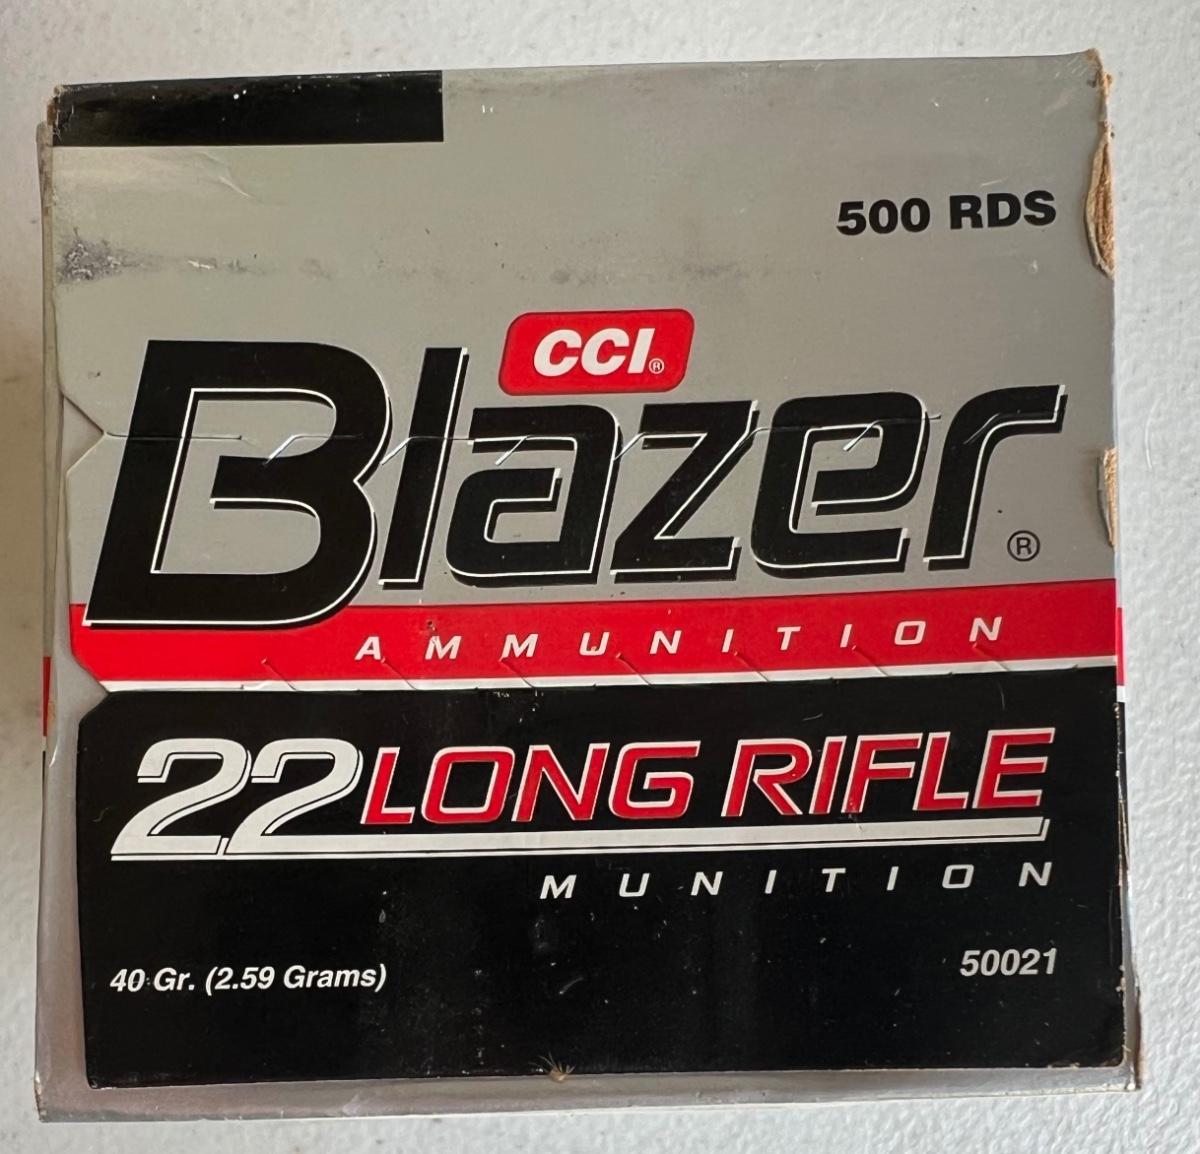 500 RDS
CCI®
Blazer®
AMMUNITION
22 LONG RIFLE
MUNITION
40 Gr. (2.59 Grams)
50021